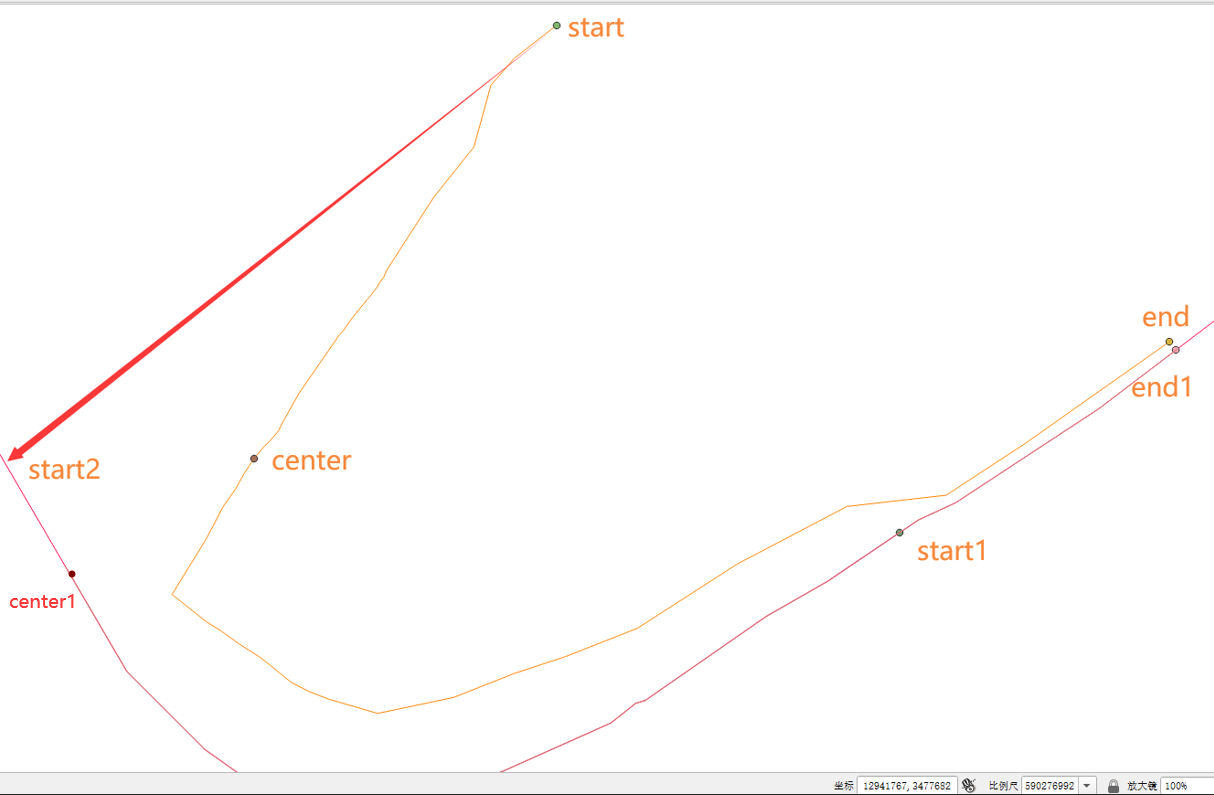 start
end
end1
center
start2
start1
center1
坐标 12941767,3477682 比例尺 590276992 放大镜 100%